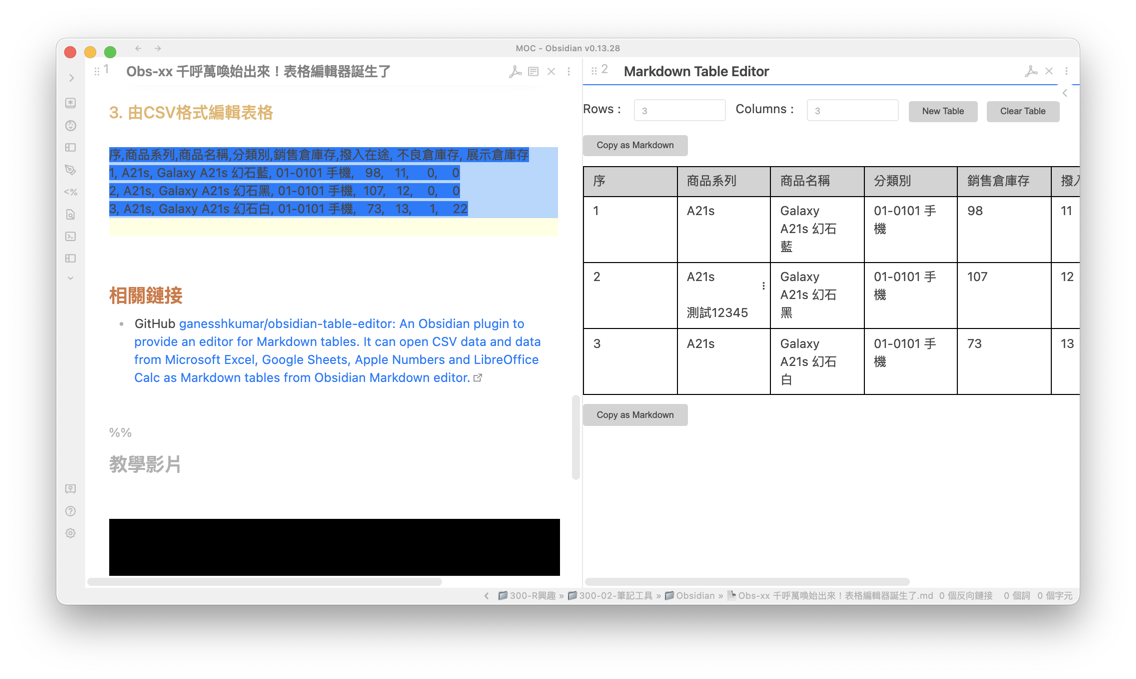 MOC - Obsidian v0.13.28
1 Obs-xx 千呼萬喚始出來！表格編輯器誕生了
3. 由CSV格式編輯表格
序,商品系列,商品名稱,分類別,銷售倉庫存,撥入在途, 不良倉庫存, 展示倉庫存
1, A21s, Galaxy A21s 幻石藍, 01-0101 手機, 98, 11, 0, 0
2, A21s, Galaxy A21s 幻石黑, 01-0101 手機, 107, 12, 0, 0
3, A21s, Galaxy A21s 幻石白, 01-0101 手機, 73, 13, 1, 22
相關鏈接
GitHub ganesshkumar/obsidian-table-editor: An Obsidian plugin to
provide an editor for Markdown tables. It can open CSV data and data
from Microsoft Excel, Google Sheets, Apple Numbers and LibreOffice
Calc as Markdown tables from Obsidian Markdown editor.
%%
教學影片
2 Markdown Table Editor
Rows : 3 Columns : 3 New Table Clear Table
Copy as Markdown
序 商品系列 商品名稱 分類別 銷售倉庫存 撥入
1 A21s Galaxy 01-0101 手 98 11
A21s 幻石 機
藍
2 A21s Galaxy 01-0101 手 107 12
A21s 幻石 機
測試12345 黑
3 A21s Galaxy 01-0101 手 73 13
A21s 幻石 機
白
Copy as Markdown
300-R興趣 » 300-02-筆記工具 » Obsidian » Obs-xx 千呼萬喚始出來！表格編輯器誕生了.md 0 個反向鏈接 0 個詞 0 個字元